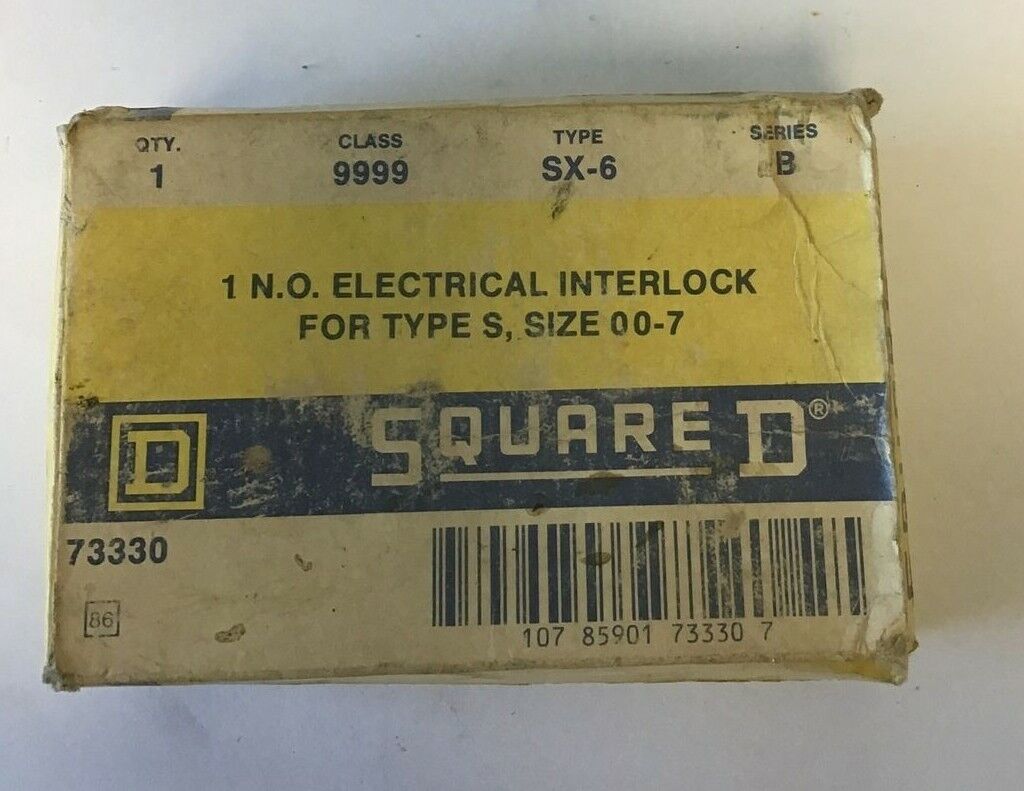 QTY. CLASS TYPE SERIES
1 9999 SX-6 B
1 N.O. ELECTRICAL INTERLOCK
FOR TYPE S, SIZE 00-7
D SQUARE D®
73330
86
107 85901 73330 7